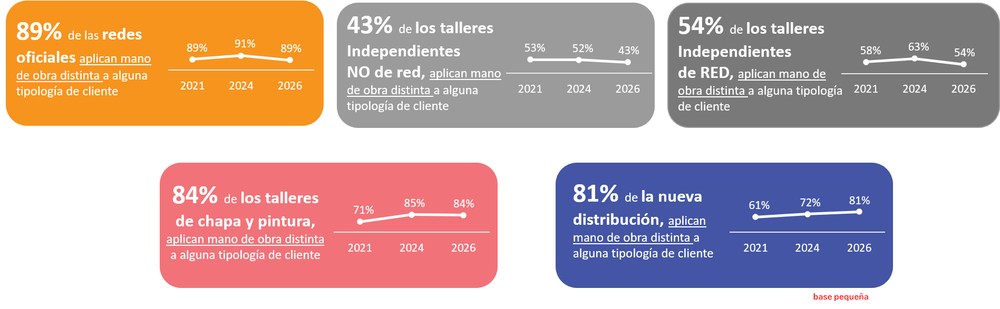 89% de las redes
oficiales aplican mano
de obra distinta a alguna
tipología de cliente
89%
91%
89%
2021
2024
2026
43% de los talleres
Independientes
NO de red, aplican mano
de obra distinta a alguna
tipología de cliente
53%
52%
43%
2021
2024
2026
54% de los talleres
Independientes
de RED, aplican mano de
obra distinta a alguna tipología
de cliente
58%
63%
54%
2021
2024
2026
84% de los talleres
de chapa y pintura,
aplican mano de obra distinta
a alguna tipología de cliente
71%
85%
84%
2021
2024
2026
81% de la nueva
distribución, aplican
mano de obra distinta a
alguna tipología de cliente
61%
72%
81%
2021
2024
2026
base pequeña